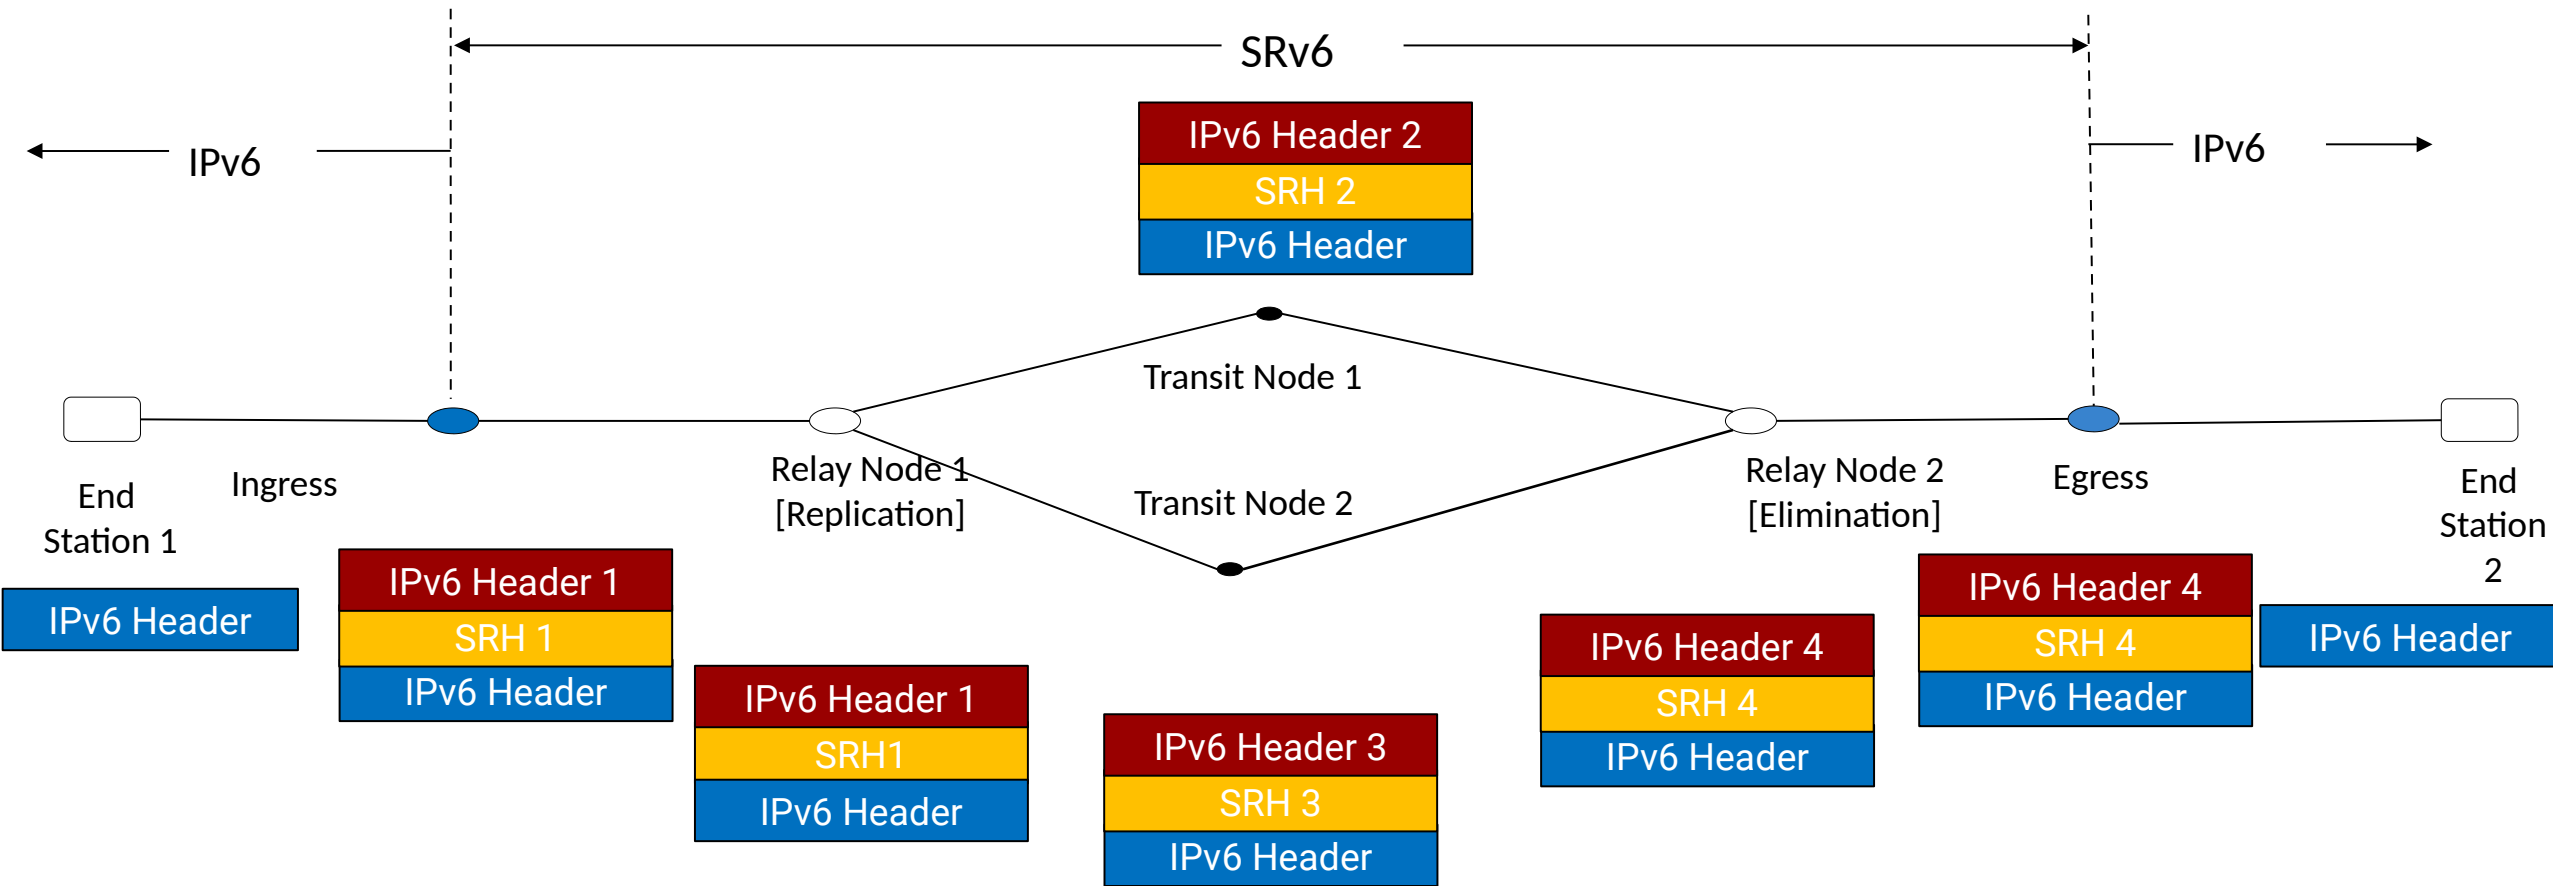 SRv6
IPv6
IPv6
IPv6 Header 2
SRH 2
IPv6 Header
Transit Node 1
Transit Node 2
End
Station 1
Ingress
Relay Node 1
[Replication]
Relay Node 2
[Elimination]
Egress
End
Station
2
IPv6 Header
IPv6 Header 1
SRH 1
IPv6 Header
IPv6 Header 1
SRH1
IPv6 Header
IPv6 Header 3
SRH 3
IPv6 Header
IPv6 Header 4
SRH 4
IPv6 Header
IPv6 Header 4
SRH 4
IPv6 Header
IPv6 Header